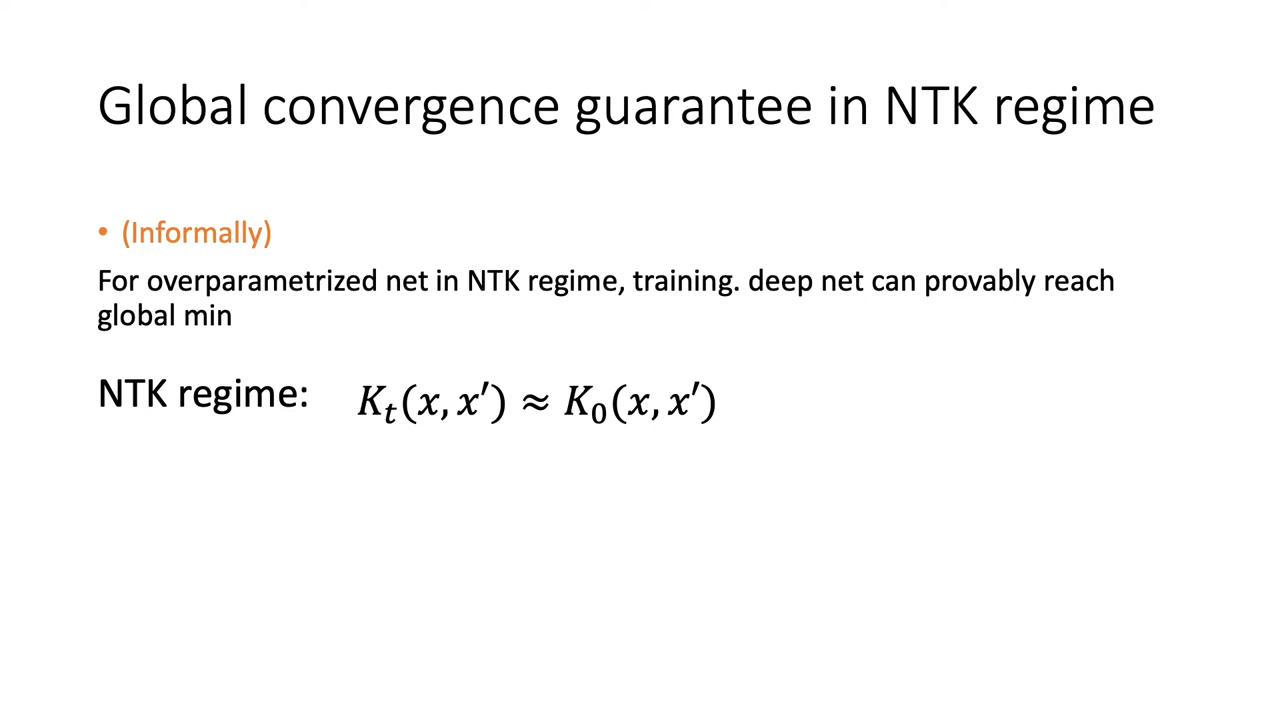 Global convergence guarantee in NTK regime
• (Informally)
For overparametrized net in NTK regime, training. deep net can provably reach
global min
NTK regime: K_t(x, x′) ≈ K_0(x, x′)